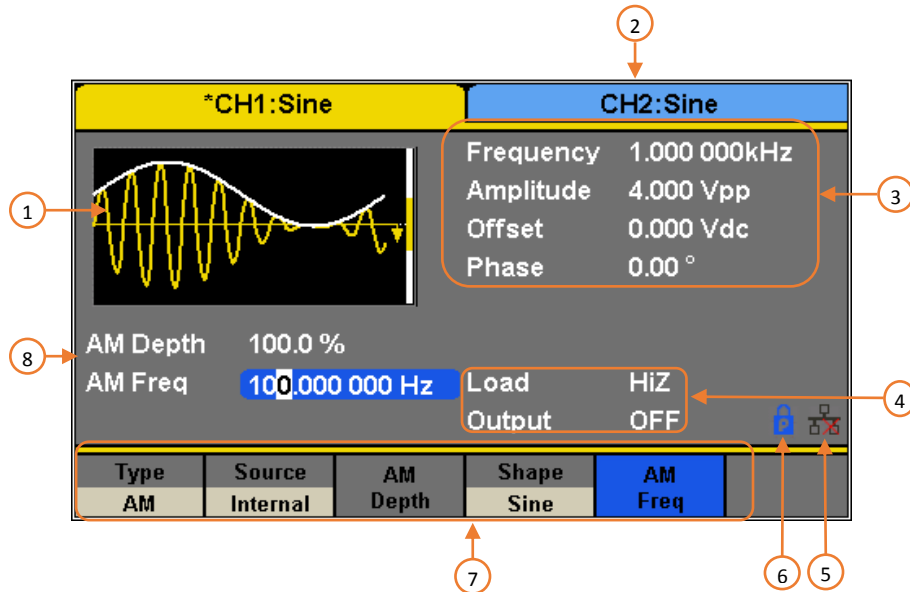 2
*CH1:Sine CH2:Sine
Frequency 1.000 000kHz
1 3
Amplitude 4.000 Vpp
Offset 0.000 Vdc
Phase 0.00 °
8
AM Depth 100.0 %
AM Freq 100.000 000 Hz Load HiZ
4
Output OFF
P
Type Source AM Shape AM
AM Internal Depth Sine Freq
7 6 5